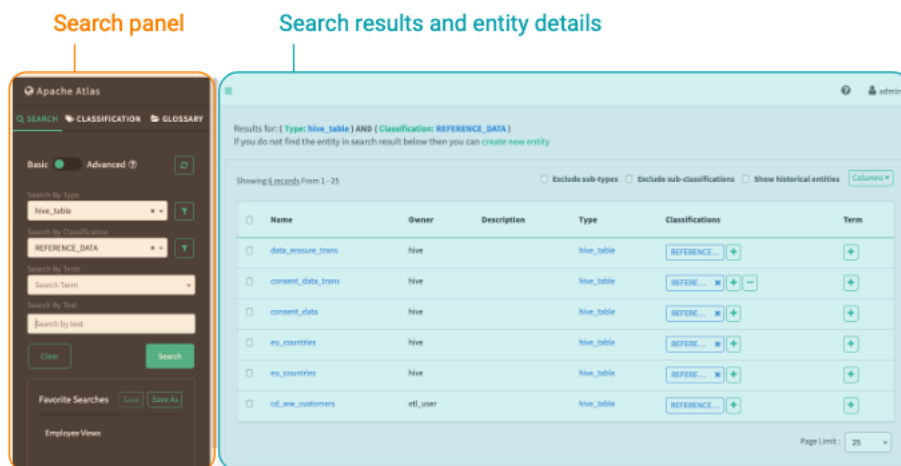 Search panel
Search results and entity details
Apache Atlas
admin
SEARCH CLASSIFICATION GLOSSARY
Basic Advanced
Search By Type
hive_table
Search By Classification
REFERENCE_DATA
Search By Term
Search Term
Search By Text
Search by text
Clear Search
Favorite Searches Save Save As
Employee Views
Results for: ( Type: hive_table ) AND ( Classification: REFERENCE_DATA )
If you do not find the entity in search result below then you can create new entity
Showing 6 records From 1 - 25
Exclude sub-types Exclude sub-classifications Show historical entities Columns
Name Owner Description Type Classifications Term
data_erasure_trans hive hive_table REFERENCE...
consent_data_trans hive hive_table REFERE...
consent_data hive hive_table REFERE...
eu_countries hive hive_table REFERE...
eu_countries hive hive_table REFERE...
cd_ww_customers etl_user hive_table REFERENCE...
Page Limit : 25